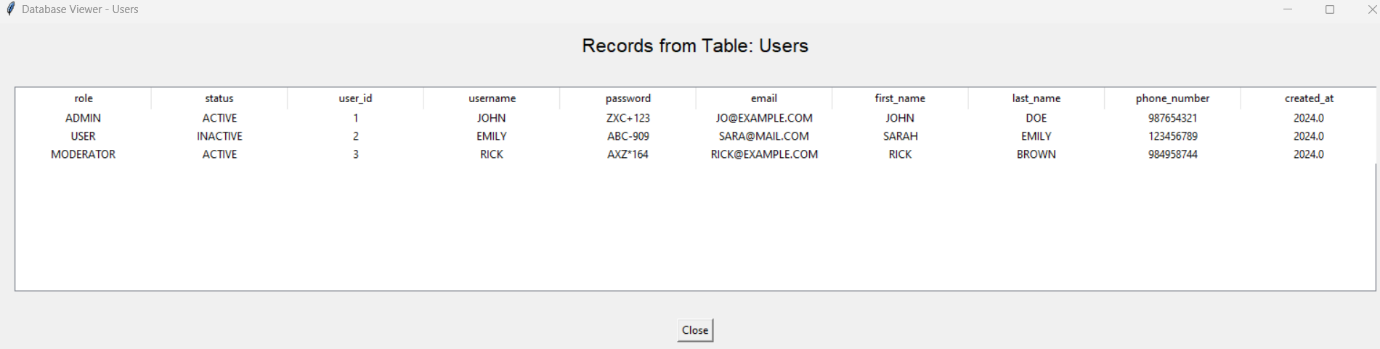 Database Viewer - Users
Records from Table: Users
role status user_id username password email first_name last_name phone_number created_at
ADMIN ACTIVE 1 JOHN ZXC+123 JO@EXAMPLE.COM JOHN DOE 987654321 2024.0
USER INACTIVE 2 EMILY ABC-909 SARA@MAIL.COM SARAH EMILY 123456789 2024.0
MODERATOR ACTIVE 3 RICK AXZ*164 RICK@EXAMPLE.COM RICK BROWN 984958744 2024.0
Close